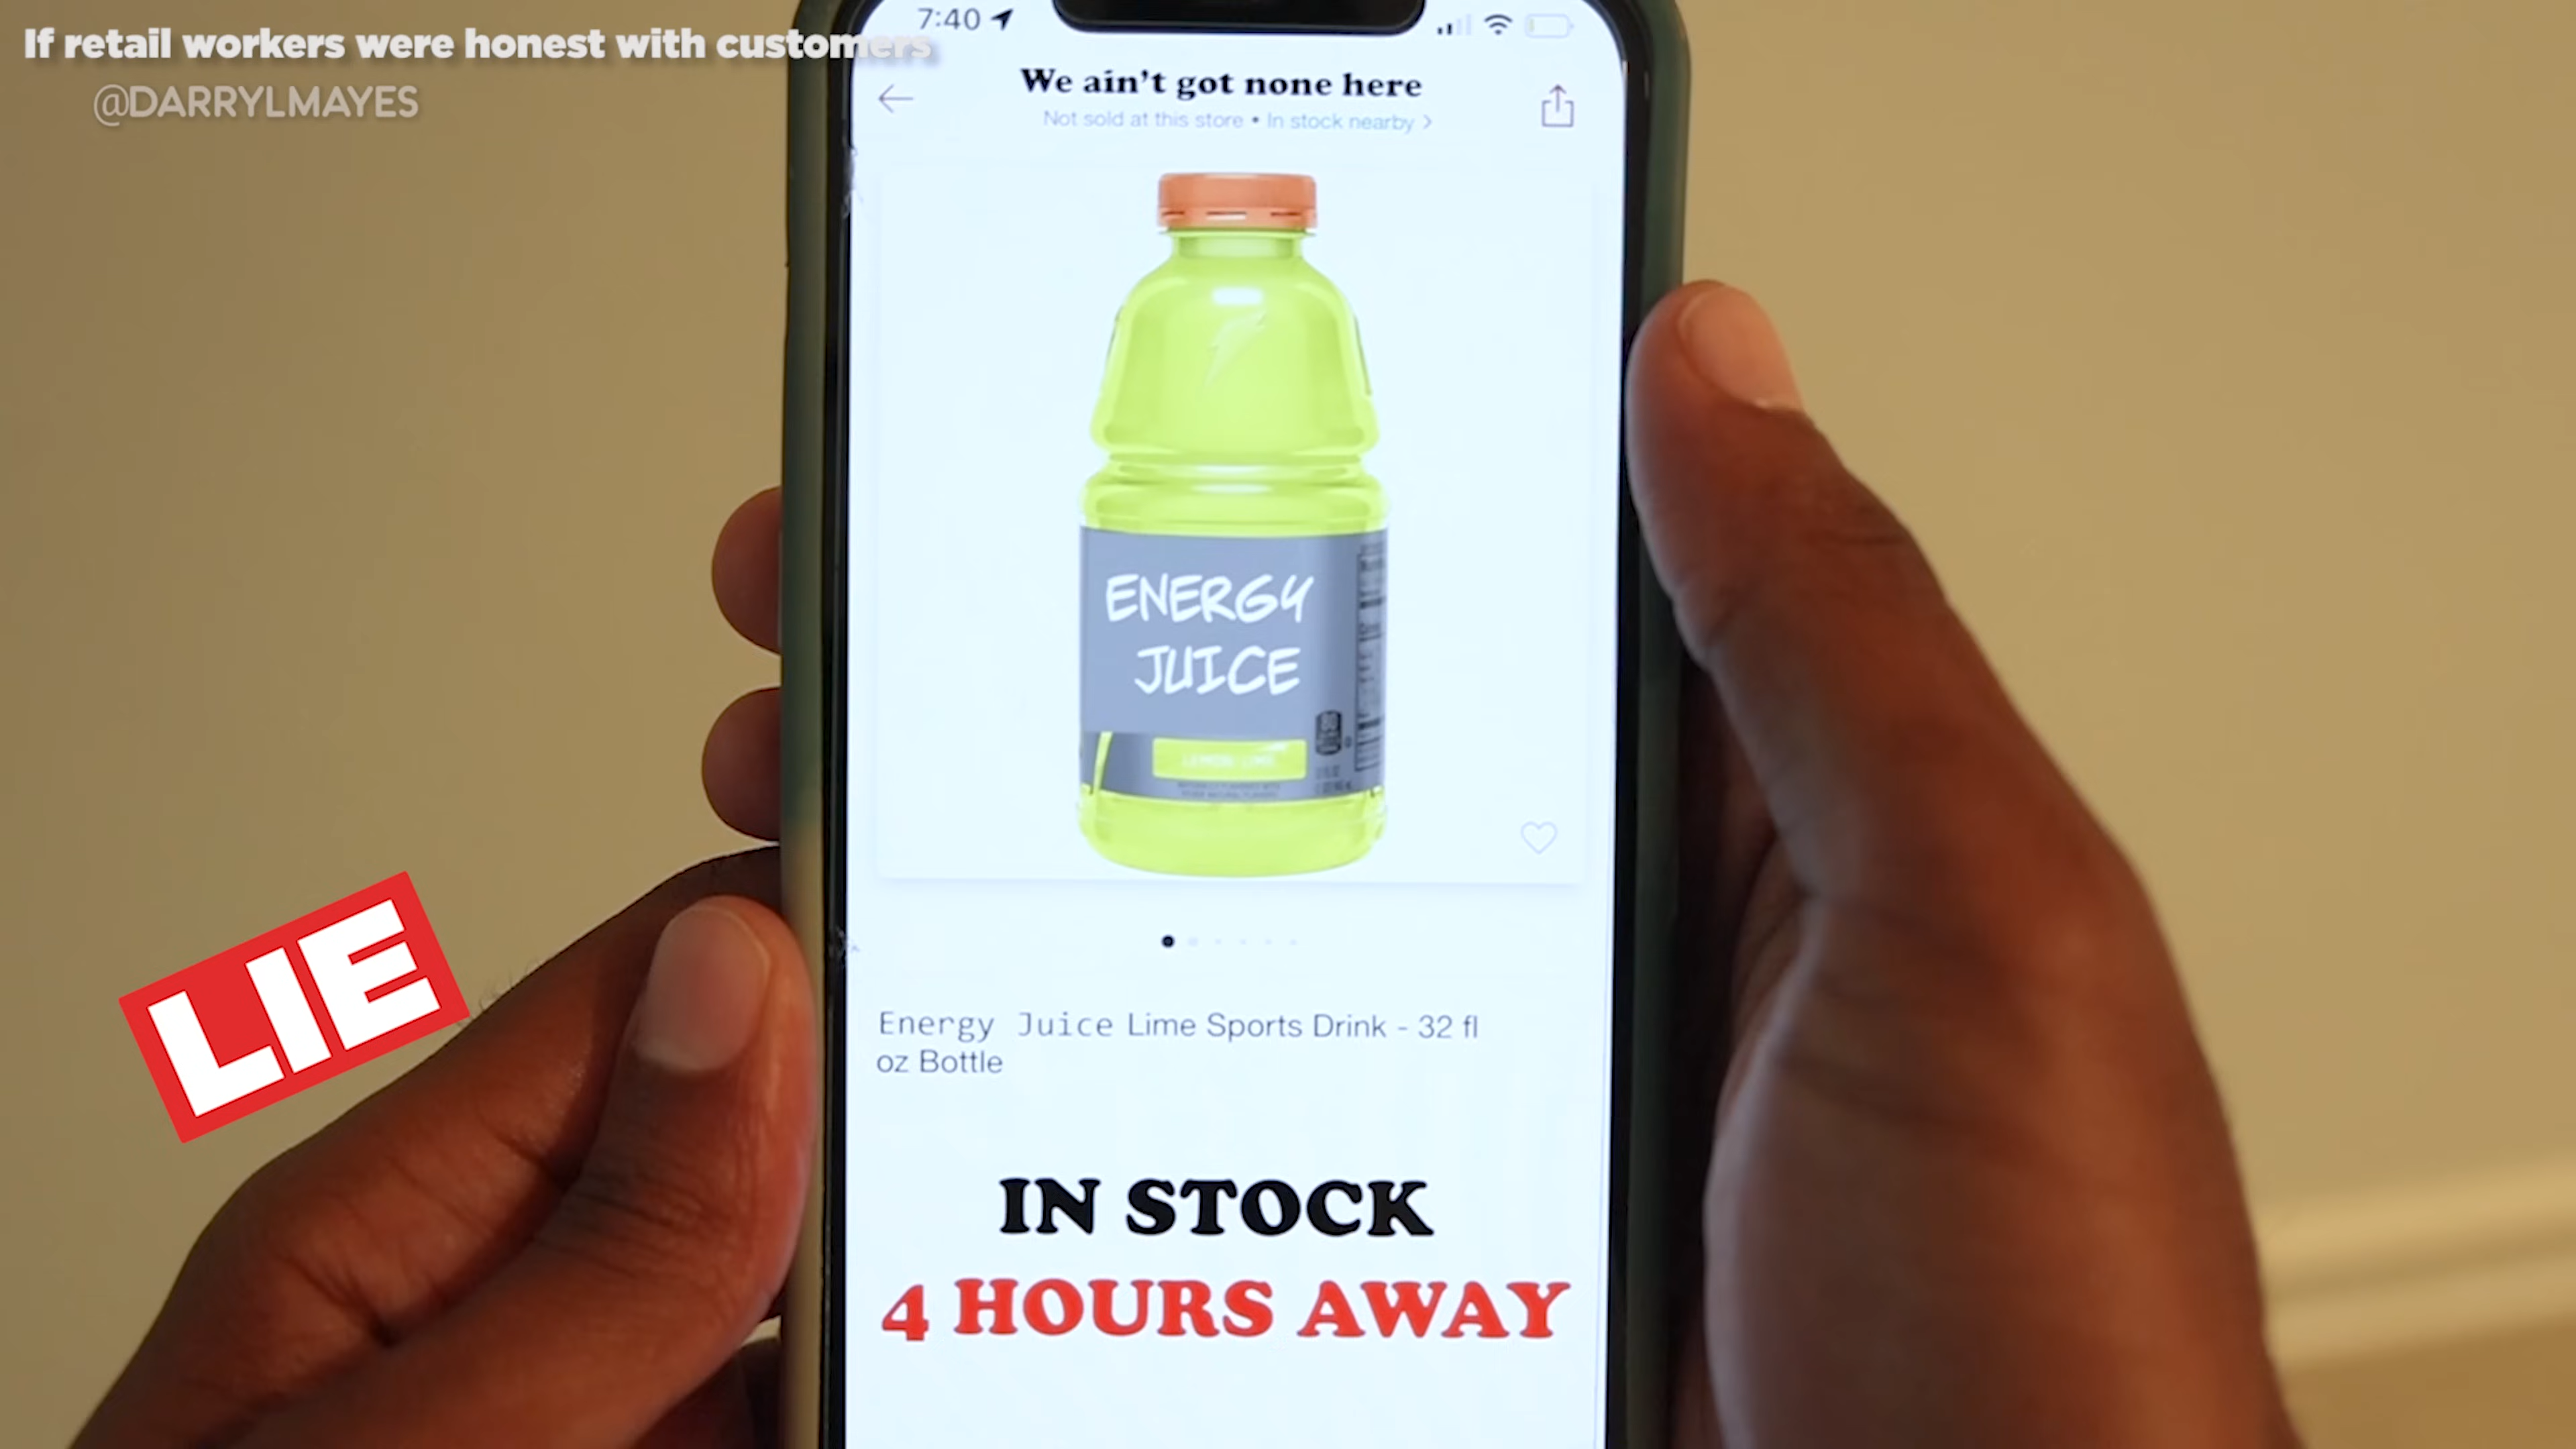 If retail workers were honest with customers
@DARRYLMAYES
7:40
We ain't got none here
Not sold at this store • In stock nearby >
ENERGY
JUICE
LEMON-LIME
LIE
Energy Juice Lime Sports Drink - 32 fl
oz Bottle
IN STOCK
4 HOURS AWAY